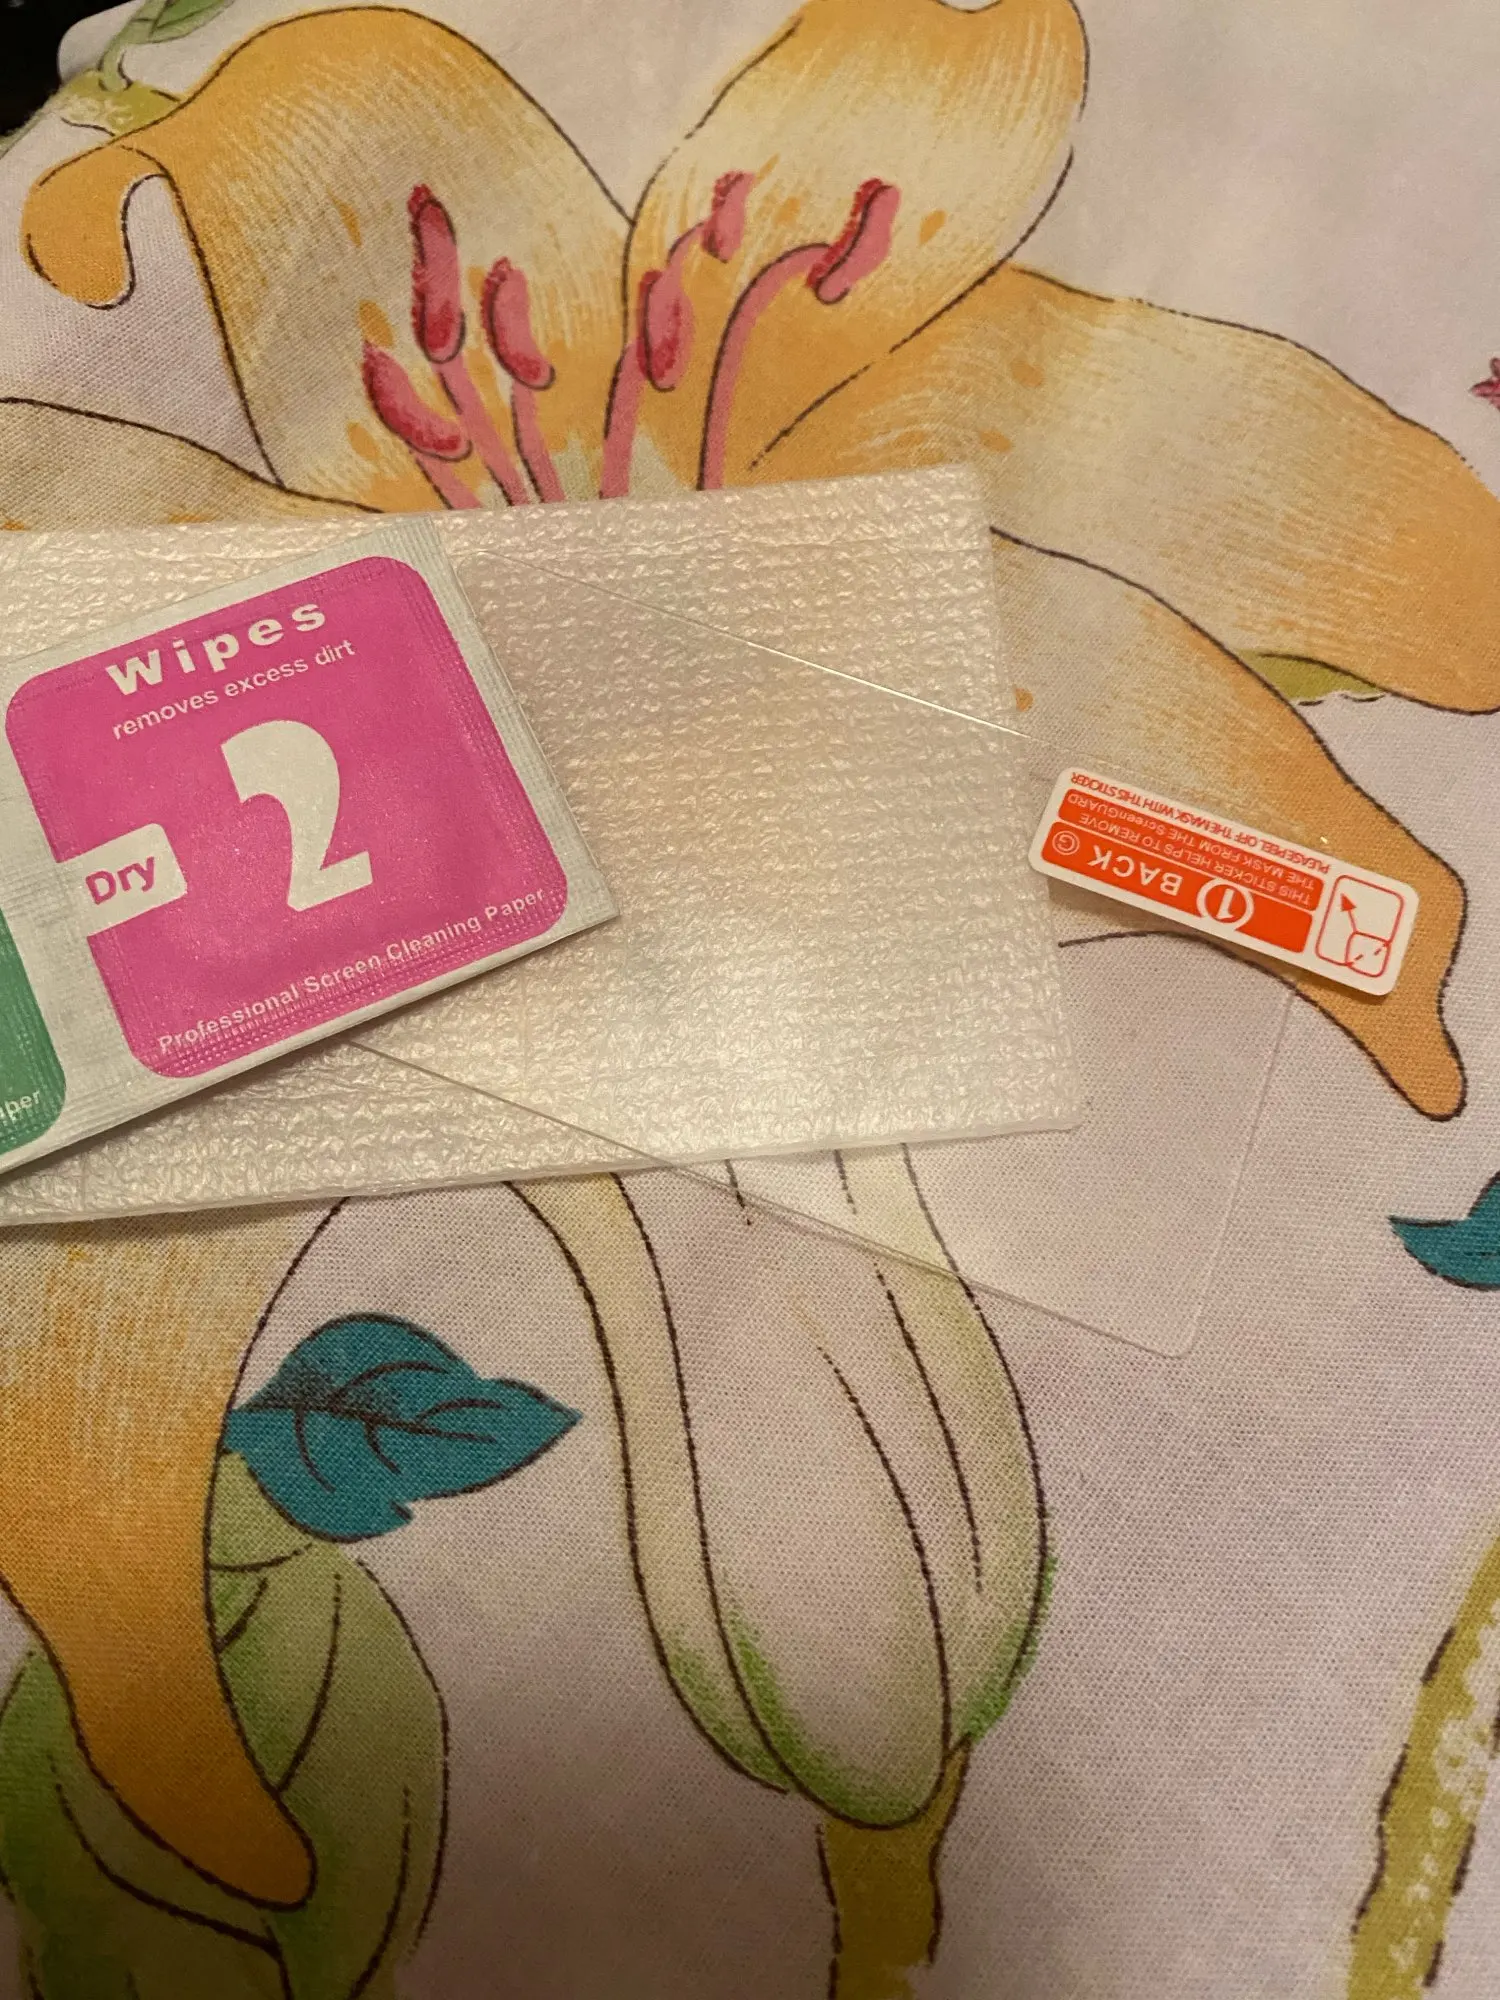 Wipes
removes excess dirt
2
Dry
Professional Screen Cleaning Paper
aper
1 BACK
THIS STICKER HELPS TO REMOVE
THE MASK FROM THE ScreenGUARD
PLEASE PEEL OFF THE MASK WITH THIS STICKER